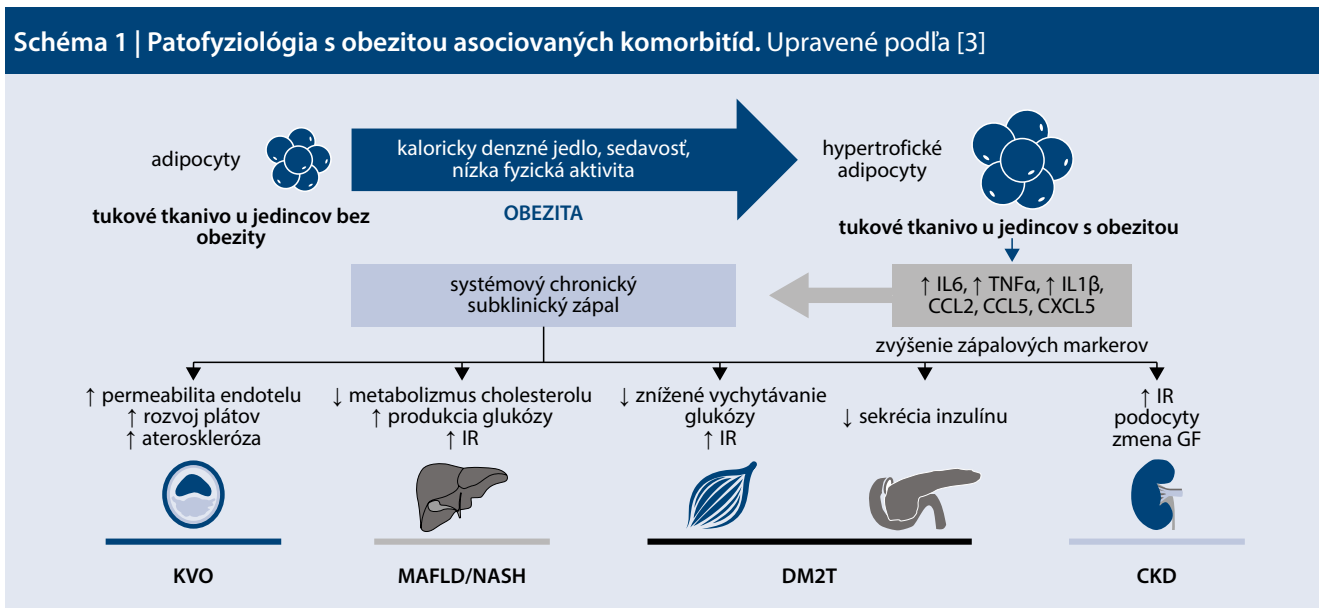 Schéma 1 | Patofyziológia s obezitou asociovaných komorbitíd. Upravené podľa [3]
adipocyty
kaloricky denzné jedlo, sedavosť,
nízka fyzická aktivita
hypertrofické
adipocyty
tukové tkanivo u jedincov bez
obezity
OBEZITA
tukové tkanivo u jedincov s obezitou
systémový chronický
subklinický zápal
↑ IL6, ↑ TNFα, ↑ IL1β,
CCL2, CCL5, CXCL5
zvýšenie zápalových markerov
↑ permeabilita endotelu
↑ rozvoj plátov
↑ ateroskleróza
↓ metabolizmus cholesterolu
↑ produkcia glukózy
↑ IR
↓ znížené vychytávanie
glukózy
↑ IR
↓ sekrécia inzulínu
↑ IR
podocyty
zmena GF
KVO
MAFLD/NASH
DM2T
CKD